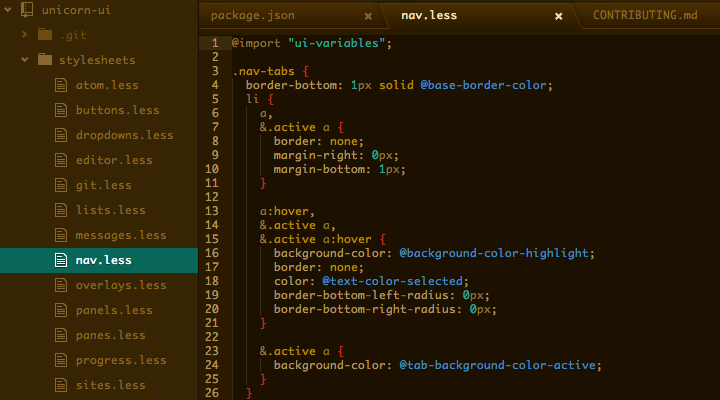 unicorn-ui
.git
stylesheets
atom.less
buttons.less
dropdowns.less
editor.less
git.less
lists.less
messages.less
nav.less
overlays.less
panels.less
panes.less
progress.less
sites.less
package.json
nav.less
CONTRIBUTING.md
1 @import "ui-variables";
2
3 .nav-tabs {
4 border-bottom: 1px solid @base-border-color;
5 li {
6 a,
7 &.active a {
8 border: none;
9 margin-right: 0px;
10 margin-bottom: 1px;
11 }
12
13 a:hover,
14 &.active a,
15 &.active a:hover {
16 background-color: @background-color-highlight;
17 border: none;
18 color: @text-color-selected;
19 border-bottom-left-radius: 0px;
20 border-bottom-right-radius: 0px;
21 }
22
23 &.active a {
24 background-color: @tab-background-color-active;
25 }
26 }